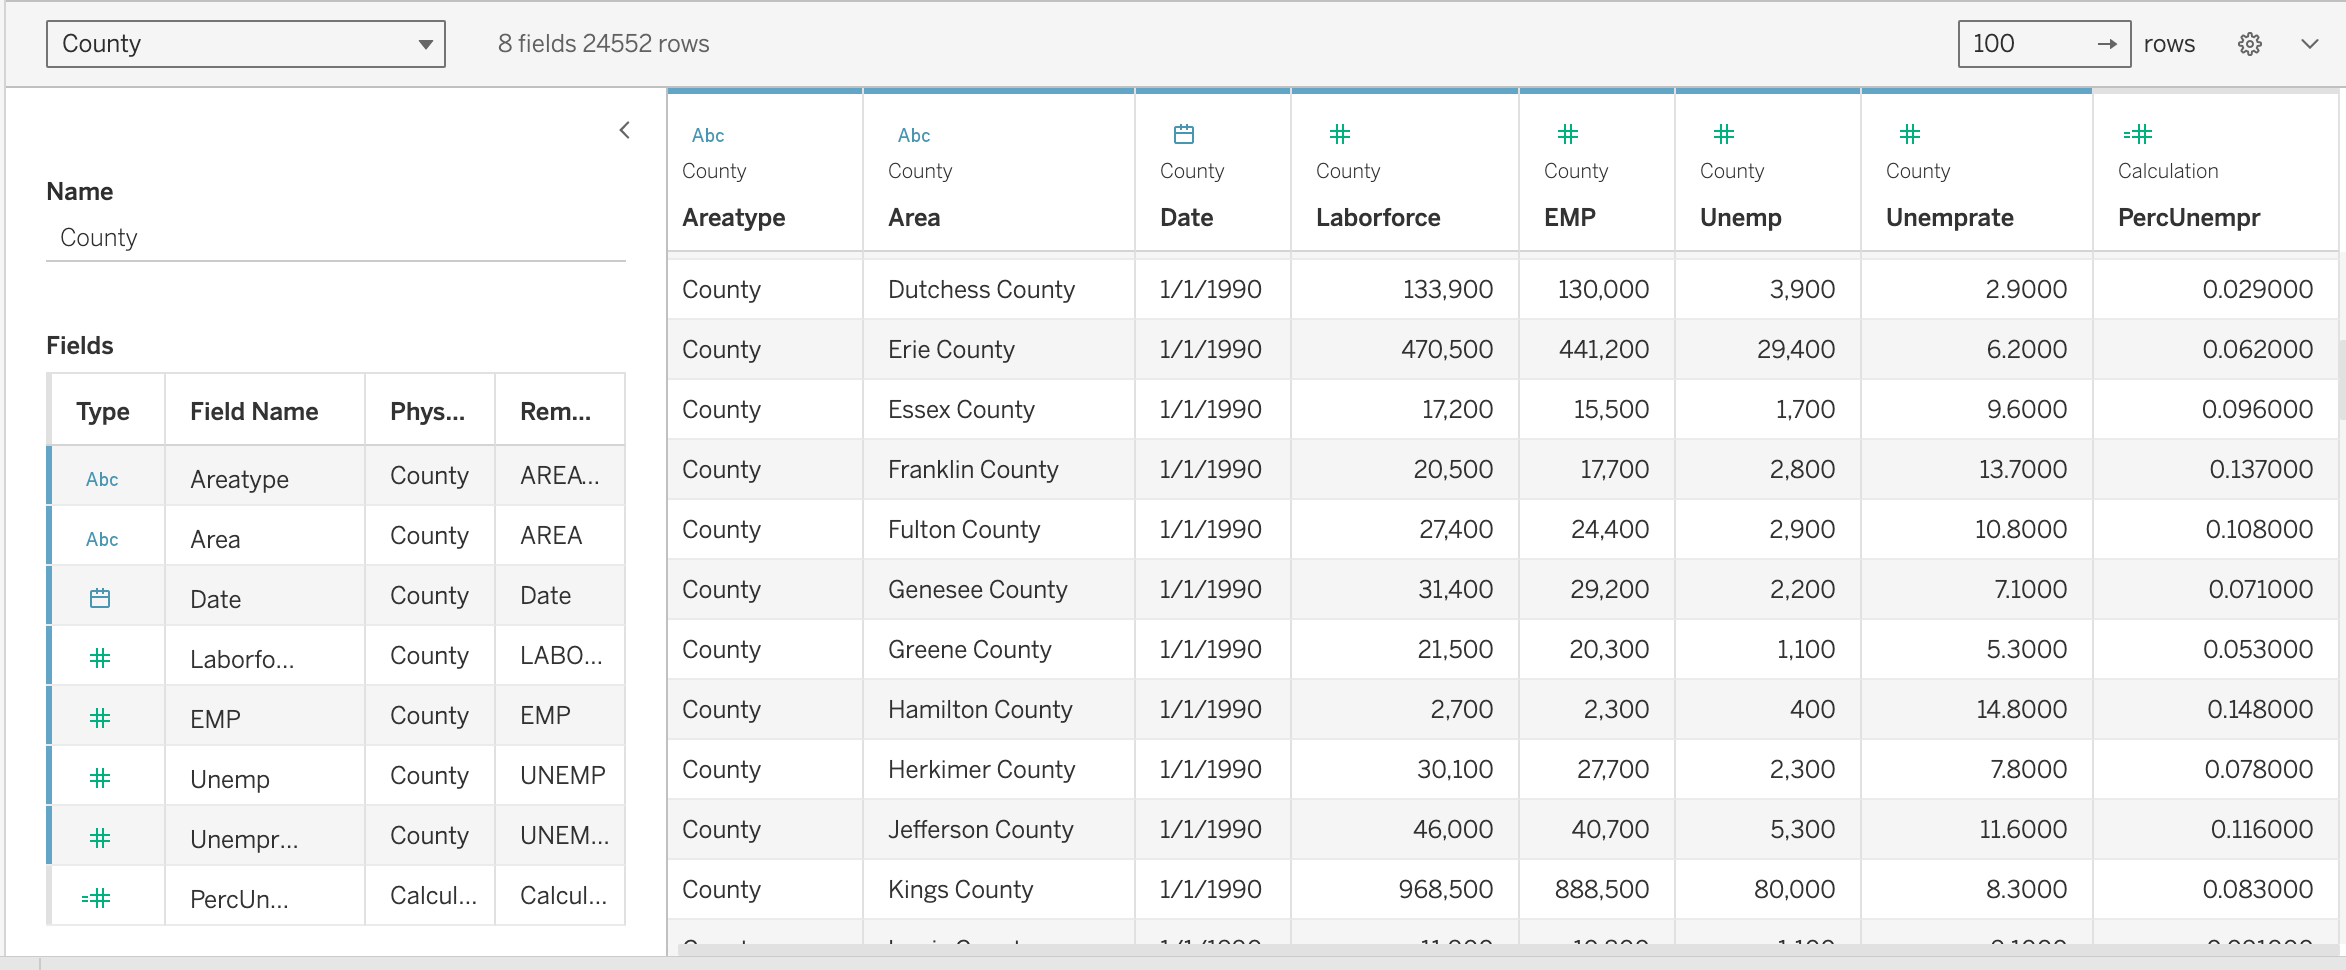 County 8 fields 24552 rows 100 → rows
Name
County
Fields
Type Field Name Phys... Rem...
Abc Areatype County AREA...
Abc Area County AREA
Date County Date
# Laborfo... County LABO...
# EMP County EMP
# Unemp County UNEMP
# Unempr... County UNEM...
=# PercUn... Calcul... Calcul...
Abc Abc # # # # =#
County County County County County County County Calculation
Areatype Area Date Laborforce EMP Unemp Unemprate PercUnempr
County Dutchess County 1/1/1990 133,900 130,000 3,900 2.9000 0.029000
County Erie County 1/1/1990 470,500 441,200 29,400 6.2000 0.062000
County Essex County 1/1/1990 17,200 15,500 1,700 9.6000 0.096000
County Franklin County 1/1/1990 20,500 17,700 2,800 13.7000 0.137000
County Fulton County 1/1/1990 27,400 24,400 2,900 10.8000 0.108000
County Genesee County 1/1/1990 31,400 29,200 2,200 7.1000 0.071000
County Greene County 1/1/1990 21,500 20,300 1,100 5.3000 0.053000
County Hamilton County 1/1/1990 2,700 2,300 400 14.8000 0.148000
County Herkimer County 1/1/1990 30,100 27,700 2,300 7.8000 0.078000
County Jefferson County 1/1/1990 46,000 40,700 5,300 11.6000 0.116000
County Kings County 1/1/1990 968,500 888,500 80,000 8.3000 0.083000